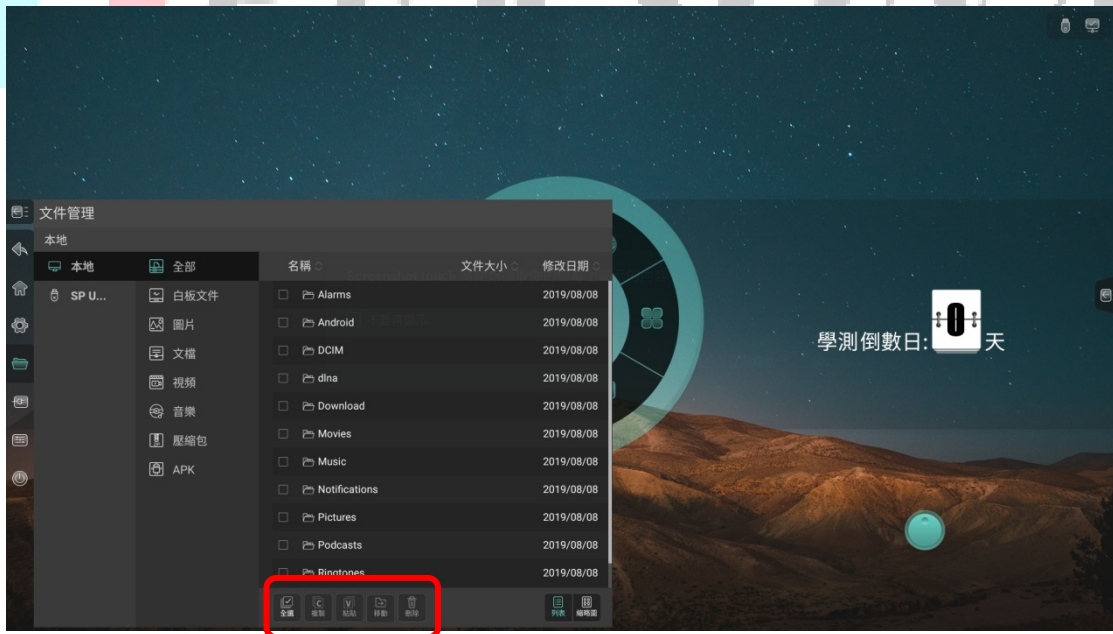 文件管理
本地
本地
SP U...
全部
白板文件
圖片
文檔
視頻
音樂
壓縮包
APK
名稱 文件大小 修改日期
Alarms 2019/08/08
Android 2019/08/08
DCIM 2019/08/08
dlna 2019/08/08
Download 2019/08/08
Movies 2019/08/08
Music 2019/08/08
Notifications 2019/08/08
Pictures 2019/08/08
Podcasts 2019/08/08
Ringtones 2019/08/08
全選 複製 粘貼 移動 刪除 列表 縮略圖
學測倒數日: 0 天